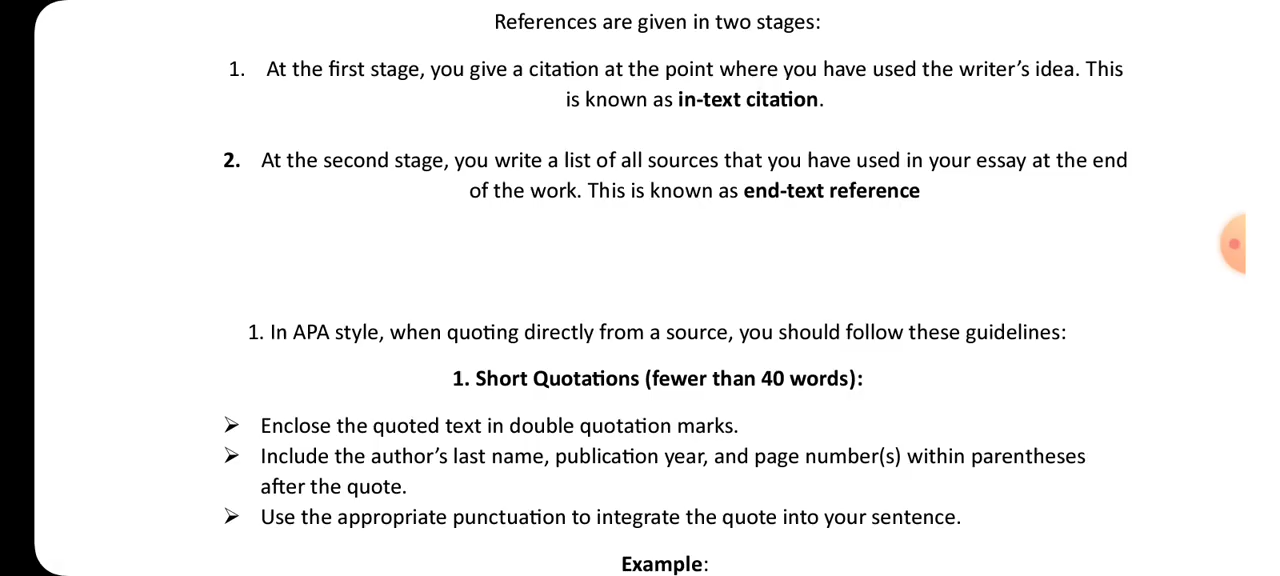 References are given in two stages:
1. At the first stage, you give a citation at the point where you have used the writer’s idea. This
is known as in-text citation.
2. At the second stage, you write a list of all sources that you have used in your essay at the end
of the work. This is known as end-text reference
1. In APA style, when quoting directly from a source, you should follow these guidelines:
1. Short Quotations (fewer than 40 words):
➢ Enclose the quoted text in double quotation marks.
➢ Include the author’s last name, publication year, and page number(s) within parentheses
after the quote.
➢ Use the appropriate punctuation to integrate the quote into your sentence.
Example: